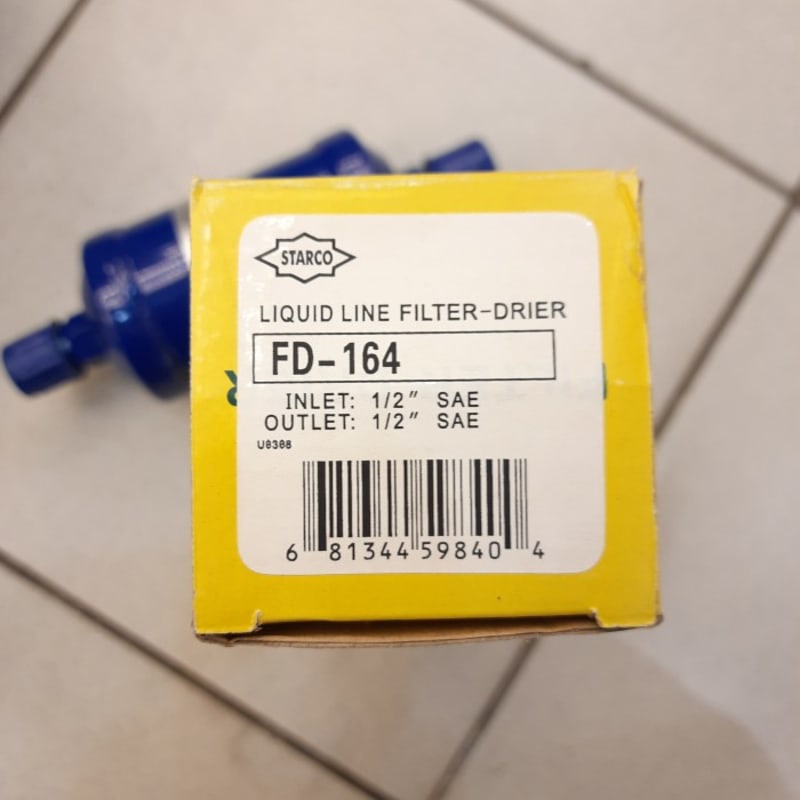 STARCO
LIQUID LINE FILTER-DRIER
FD-164
INLET: 1/2" SAE
OUTLET: 1/2" SAE
U0308
6 81344 59840 4